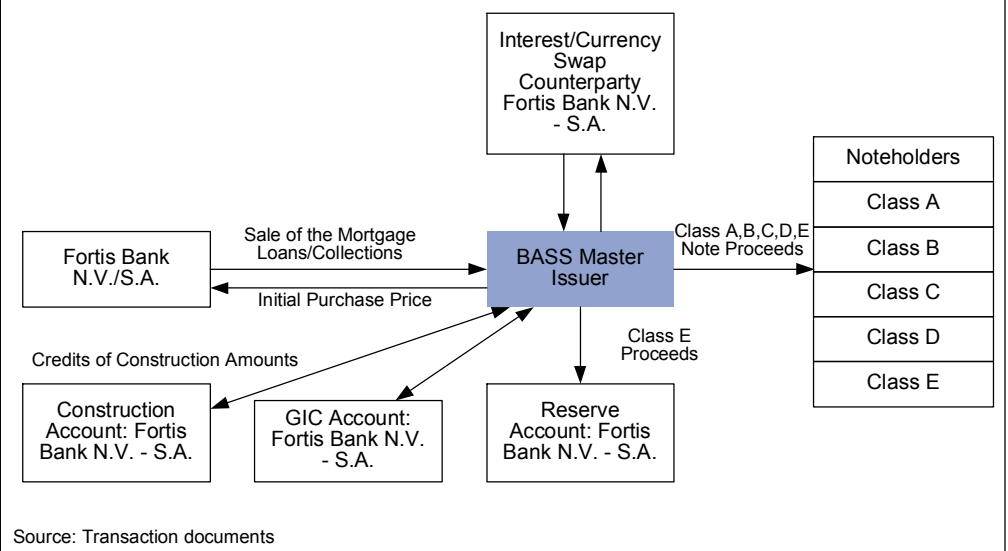 Interest/Currency
Swap
Counterparty
Fortis Bank N.V.
- S.A.
Noteholders
Class A
Class B
Class C
Class D
Class E
Fortis Bank
N.V./S.A.
Sale of the Mortgage
Loans/Collections
Initial Purchase Price
BASS Master
Issuer
Class A,B,C,D,E
Note Proceeds
Credits of Construction Amounts
Class E
Proceeds
Construction
Account: Fortis
Bank N.V. - S.A.
GIC Account:
Fortis Bank N.V.
- S.A.
Reserve
Account: Fortis
Bank N.V. - S.A.
Source: Transaction documents